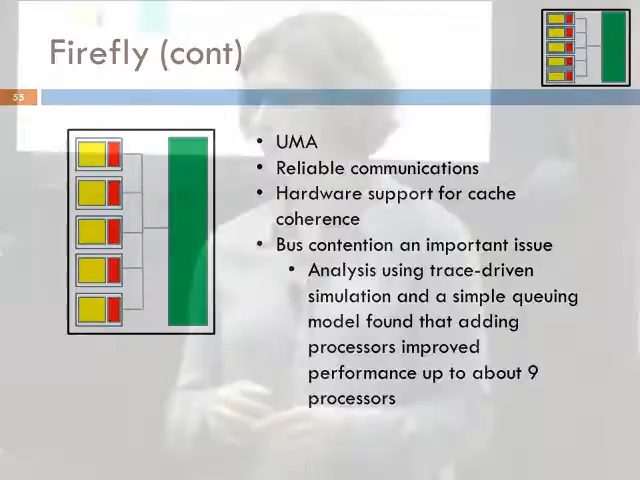 Firefly (cont)
55
• UMA
• Reliable communications
• Hardware support for cache
coherence
• Bus contention an important issue
• Analysis using trace-driven
simulation and a simple queuing
model found that adding
processors improved
performance up to about 9
processors